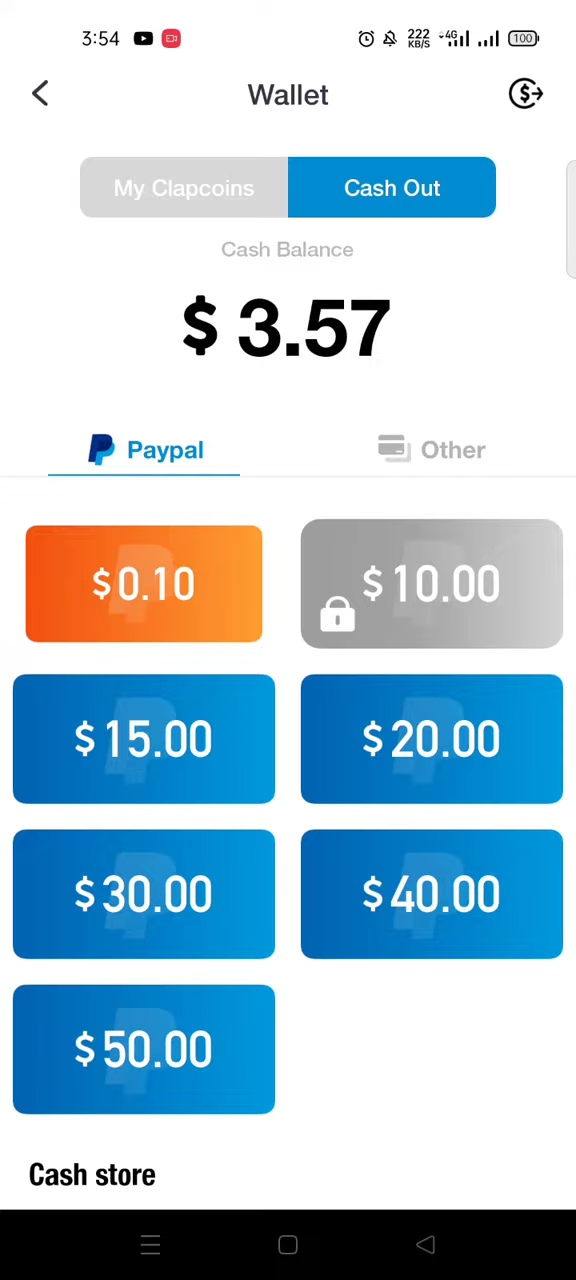 3:54 222 KB/S 4G 100
Wallet
My Clapcoins Cash Out
Cash Balance
$ 3.57
Paypal Other
$0.10 $10.00
$15.00 $20.00
$30.00 $40.00
$50.00
Cash store